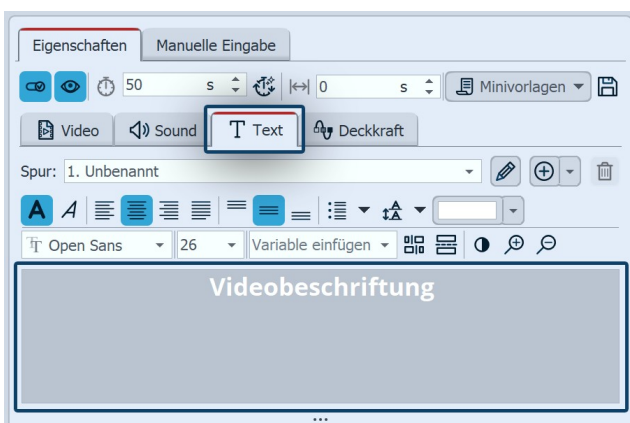 Eigenschaften Manuelle Eingabe
50 s 0 s Minivorlagen
Video Sound T Text Deckkraft
Spur: 1. Unbenannt
A A
Open Sans 26 Variable einfügen
Videobeschriftung